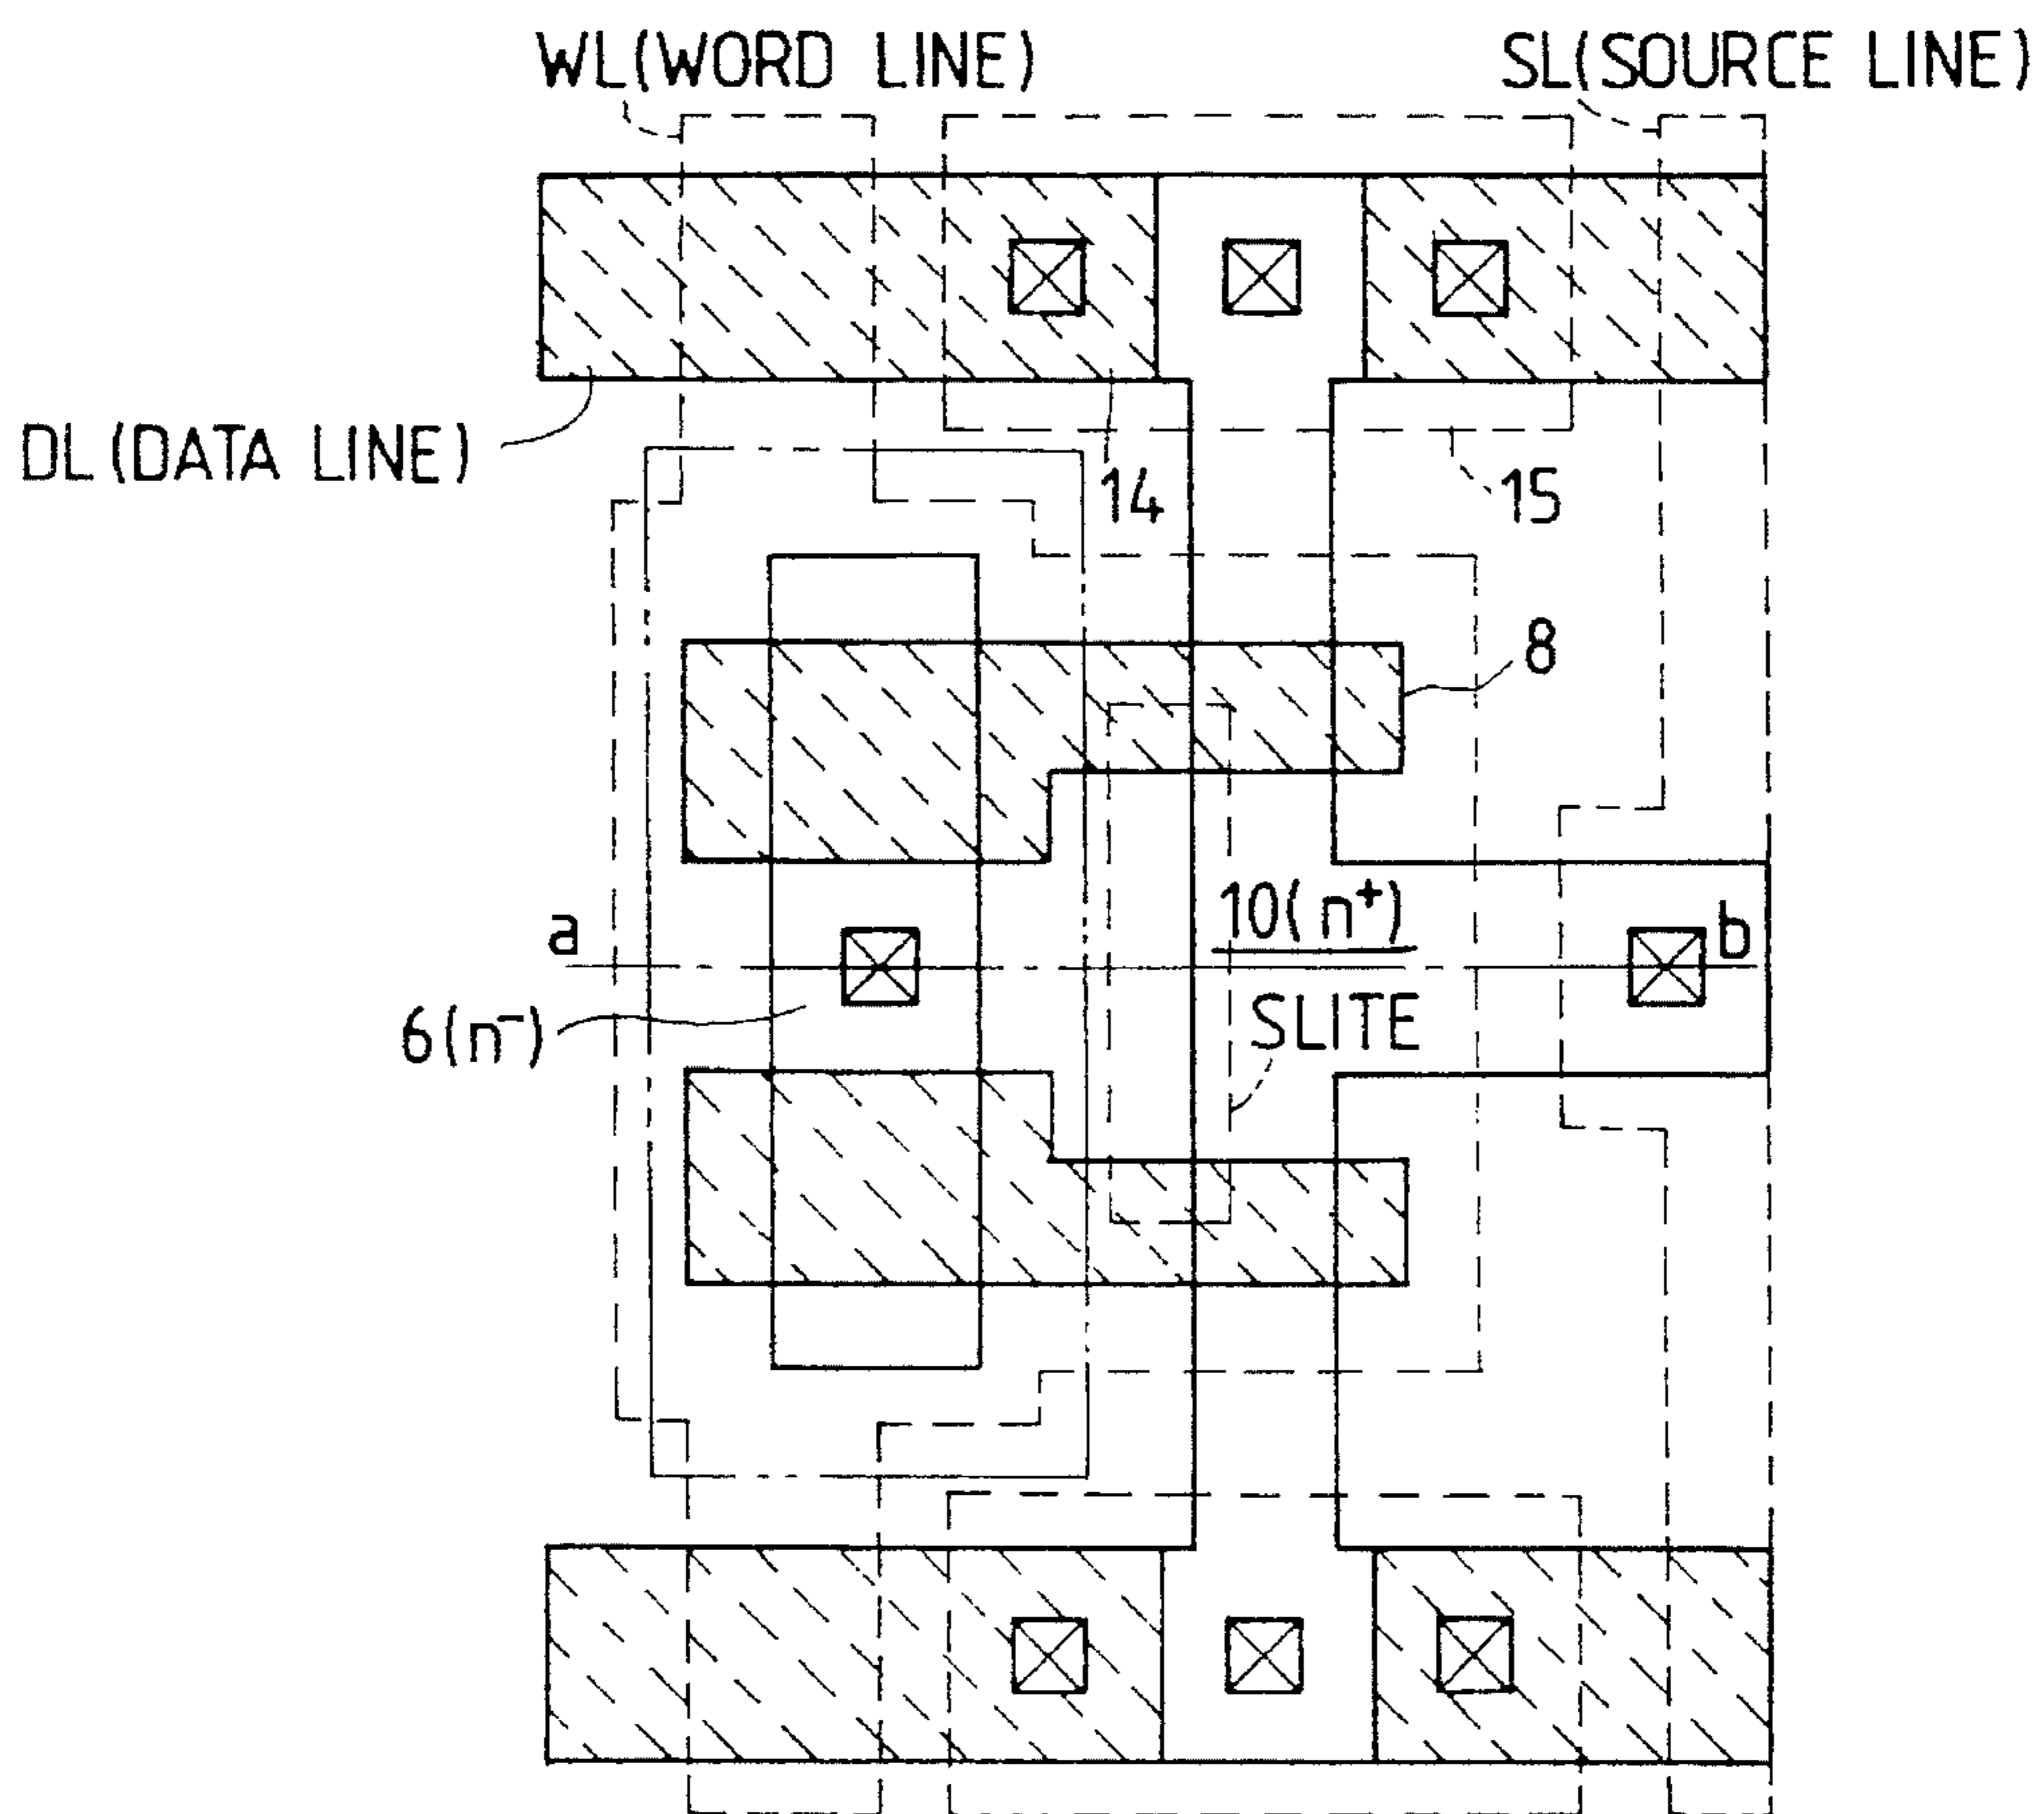 WL(WORD LINE)
SL(SOURCE LINE)
DL(DATA LINE)
14
15
8
a
10(n⁺)
b
6(n⁻)
SLITE